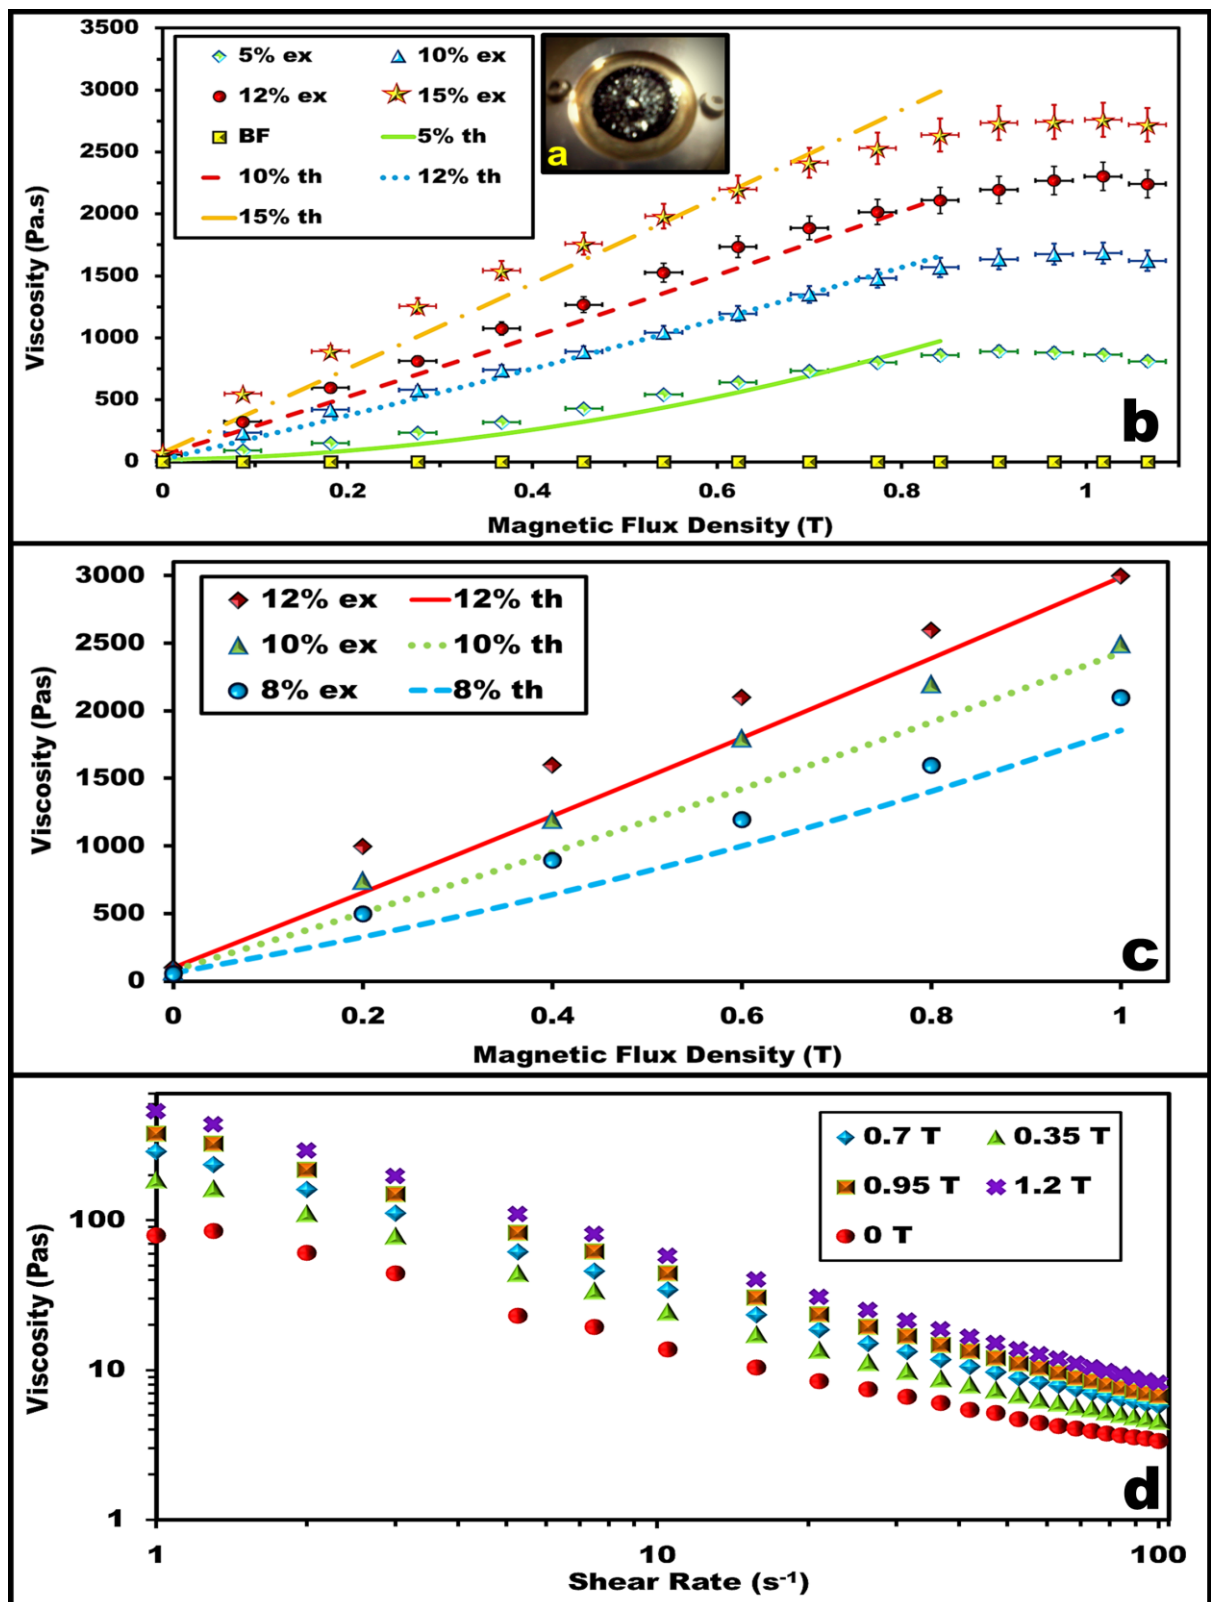 3500
3000
2500
2000
1500
1000
500
0
Viscosity (Pa.s)
5% ex
10% ex
12% ex
15% ex
BF
5% th
10% th
12% th
15% th
a
b
0 0.2 0.4 0.6 0.8 1
Magnetic Flux Density (T)
3000
2500
2000
1500
1000
500
0
Viscosity (Pas)
12% ex 12% th
10% ex 10% th
8% ex 8% th
c
0 0.2 0.4 0.6 0.8 1
Magnetic Flux Density (T)
100
10
1
Viscosity (Pas)
0.7 T 0.35 T
0.95 T 1.2 T
0 T
d
1 10 100
Shear Rate (s⁻¹)